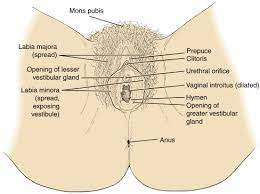 Mons pubis
Labia majora
(spread)
Opening of lesser
vestibular gland
Labia minora
(spread,
exposing
vestibule)
Prepuce
Clitoris
Urethral orifice
Vaginal introitus (dilated)
Hymen
Opening of
greater vestibular
gland
Anus